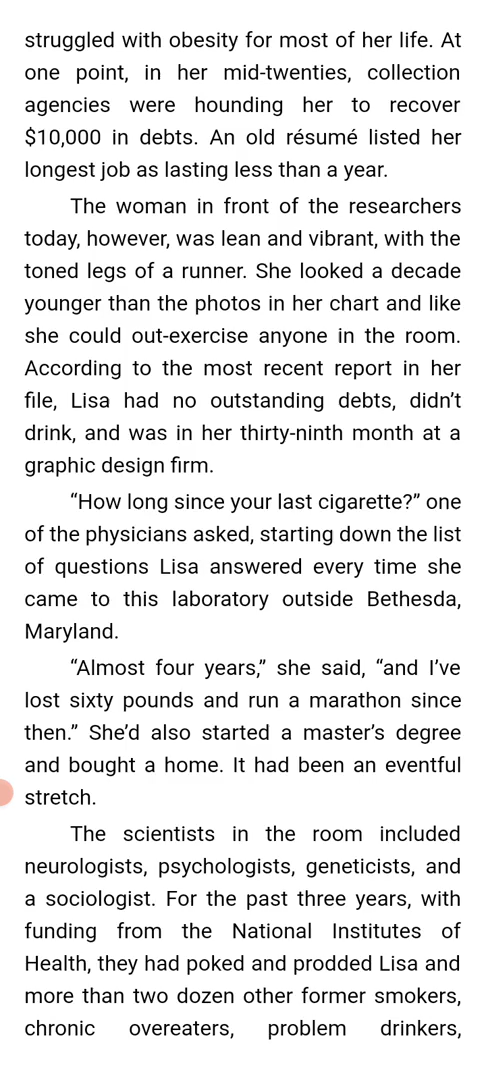 struggled with obesity for most of her life. At
one point, in her mid-twenties, collection
agencies were hounding her to recover
$10,000 in debts. An old résumé listed her
longest job as lasting less than a year.
The woman in front of the researchers
today, however, was lean and vibrant, with the
toned legs of a runner. She looked a decade
younger than the photos in her chart and like
she could out-exercise anyone in the room.
According to the most recent report in her
file, Lisa had no outstanding debts, didn’t
drink, and was in her thirty-ninth month at a
graphic design firm.
“How long since your last cigarette?” one
of the physicians asked, starting down the list
of questions Lisa answered every time she
came to this laboratory outside Bethesda,
Maryland.
“Almost four years,” she said, “and I’ve
lost sixty pounds and run a marathon since
then.” She’d also started a master’s degree
and bought a home. It had been an eventful
stretch.
The scientists in the room included
neurologists, psychologists, geneticists, and
a sociologist. For the past three years, with
funding from the National Institutes of
Health, they had poked and prodded Lisa and
more than two dozen other former smokers,
chronic overeaters, problem drinkers,